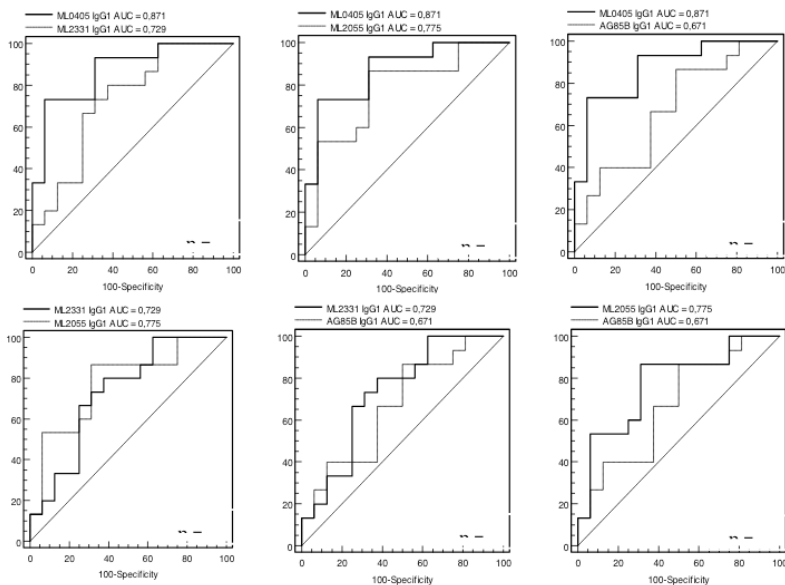 ML0405 IgG1 AUC = 0,871
ML2331 IgG1 AUC = 0,729
100
80
60
40
20
0
0 20 40 60 80 100
100-Specificity
ML0405 IgG1 AUC = 0,871
ML2055 IgG1 AUC = 0,775
100
80
60
40
20
0
0 20 40 60 80 100
100-Specificity
ML0405 IgG1 AUC = 0,871
AG85B IgG1 AUC = 0,671
100
80
60
40
20
0
0 20 40 60 80 100
100-Specificity
ML2331 IgG1 AUC = 0,729
ML2055 IgG1 AUC = 0,775
100
80
60
40
20
0
0 20 40 60 80 100
100-Specificity
ML2331 IgG1 AUC = 0,729
AG85B IgG1 AUC = 0,671
100
80
60
40
20
0
0 20 40 60 80 100
100-Specificity
ML2055 IgG1 AUC = 0,775
AG85B IgG1 AUC = 0,671
100
80
60
40
20
0
0 20 40 60 80 100
100-Specificity